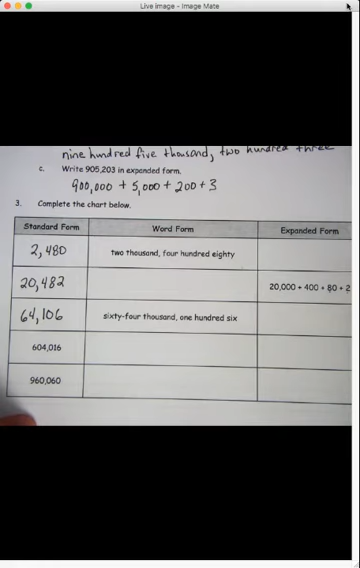 Live image - Image Mate
nine hundred five thousand, two hundred three
c. Write 905,203 in expanded form.
900,000 + 5,000 + 200 + 3
3. Complete the chart below.
Standard Form Word Form Expanded Form
2,480 two thousand, four hundred eighty
20,482 20,000 + 400 + 80 + 2
64,106 sixty-four thousand, one hundred six
604,016
960,060